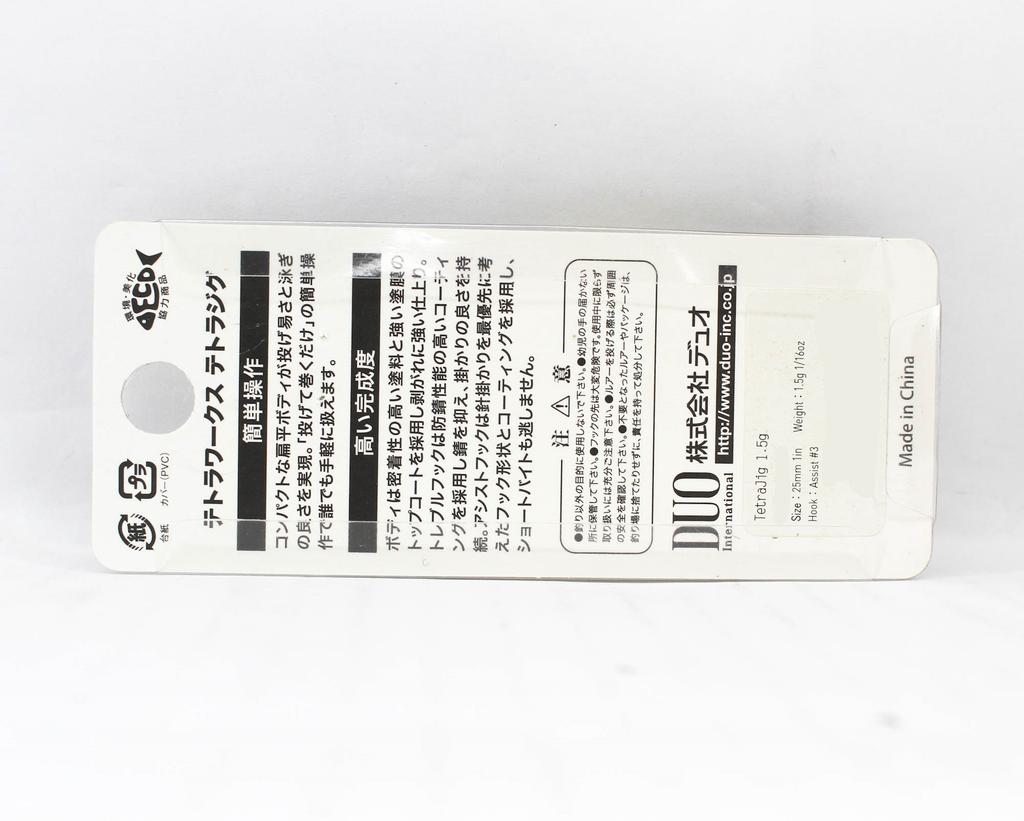 紙
台紙
プラ
カバー(PVC)
環境・美化
ECO
協力商品
テトラワークス テトラジグ
簡単操作
コンパクトな扁平ボディが投げ易さと泳ぎ
の良さを実現。「投げて巻くだけ」の簡単操
作で誰でも手軽に扱えます。
高い完成度
ボディは密着性の高い塗料と強い塗膜の
トップコートを採用し剥がれに強い仕上り。
トレブルフックは防錆性能の高いコーティ
ングを採用し錆を抑え、掛かりの良さを持
続。アシストフックは針掛かりを最優先に考
えたフック形状とコーティングを採用し、
ショートバイトも逃しません。
注 ⚠ 意
●釣り以外の目的に使用しないで下さい。●幼児の手の届かない
所に保管して下さい。●フックの先は大変危険です。使用中に限らず
取り扱いには充分ご注意下さい。●ルアーを投げる際は必ず周囲
の安全を確認して下さい。●不要となったルアーやパッケージは、
釣り場に捨てたりせずに、責任を持って処分して下さい。
DUO 株式会社デュオ
International http://www.duo-inc.co.jp
TetraJig 1.5g
Size : 25mm 1in Weight : 1.5g 1/16oz
Hook : Assist #3
Made in China